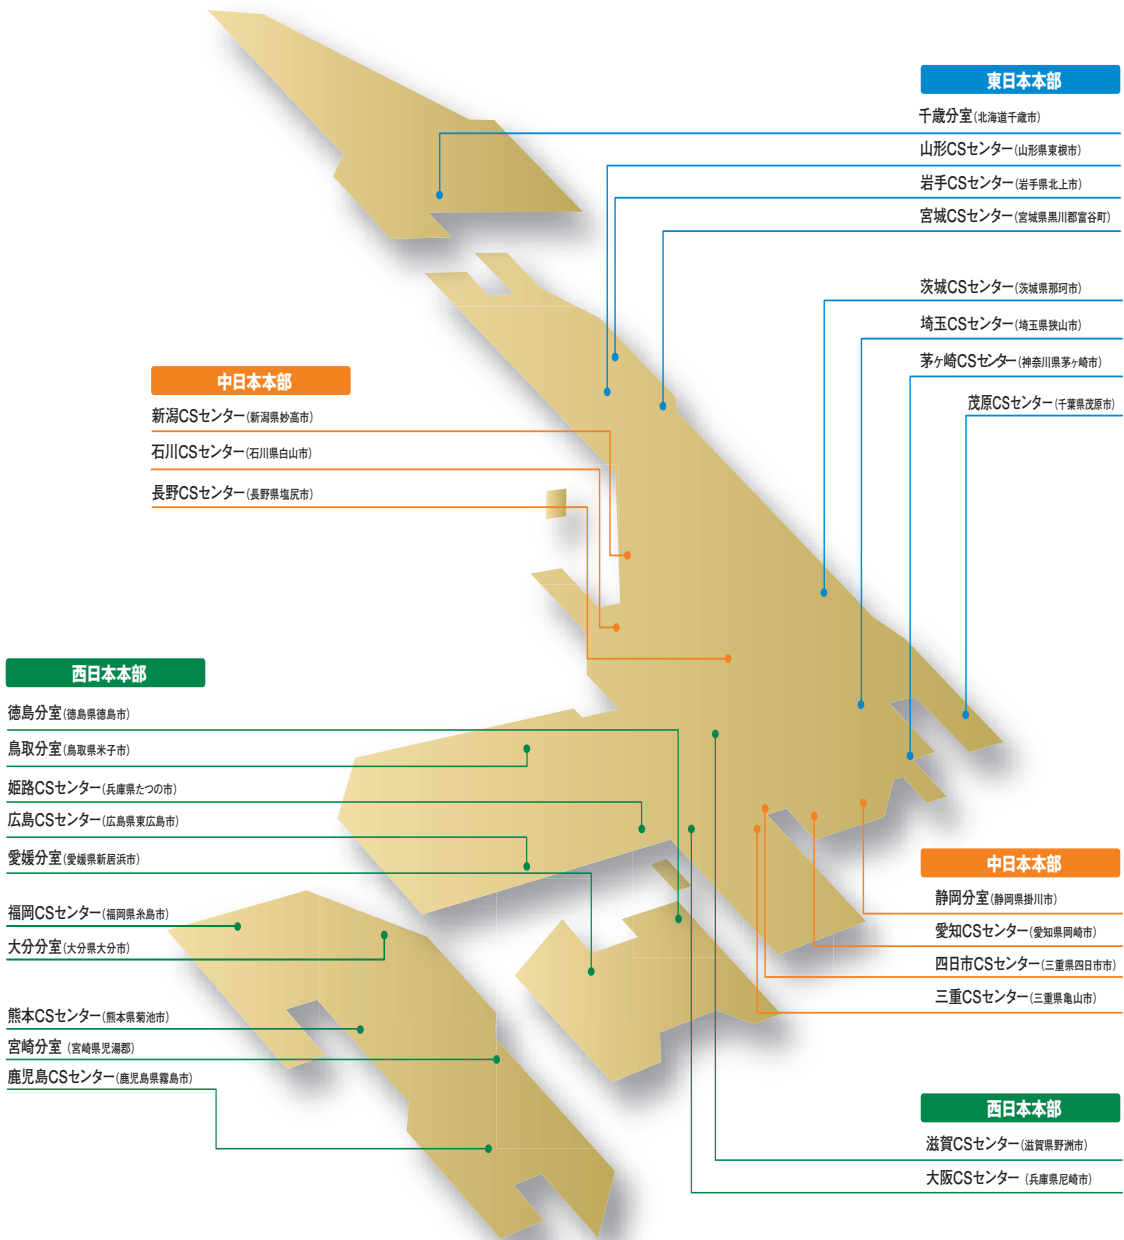 東日本本部
千歳分室(北海道千歳市)
山形CSセンター(山形県東根市)
岩手CSセンター(岩手県北上市)
宮城CSセンター(宮城県黒川郡富谷町)
茨城CSセンター(茨城県那珂市)
埼玉CSセンター(埼玉県狭山市)
茅ヶ崎CSセンター(神奈川県茅ヶ崎市)
茂原CSセンター(千葉県茂原市)
中日本本部
新潟CSセンター(新潟県妙高市)
石川CSセンター(石川県白山市)
長野CSセンター(長野県塩尻市)
西日本本部
徳島分室(徳島県徳島市)
鳥取分室(鳥取県米子市)
姫路CSセンター(兵庫県たつの市)
広島CSセンター(広島県東広島市)
愛媛分室(愛媛県新居浜市)
福岡CSセンター(福岡県糸島市)
大分分室(大分県大分市)
熊本CSセンター(熊本県菊池市)
宮崎分室(宮崎県児湯郡)
鹿児島CSセンター(鹿児島県霧島市)
中日本本部
静岡分室(静岡県掛川市)
愛知CSセンター(愛知県岡崎市)
四日市CSセンター(三重県四日市市)
三重CSセンター(三重県亀山市)
西日本本部
滋賀CSセンター(滋賀県野洲市)
大阪CSセンター(兵庫県尼崎市)